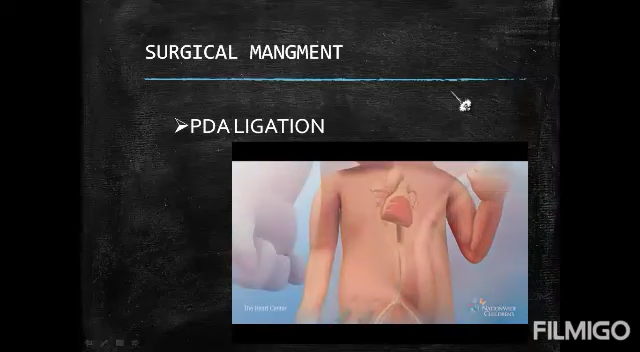 SURGICAL MANGMENT
➢PDA LIGATION
The Heart Center
NATIONWIDE
CHILDREN'S
FILMIGO